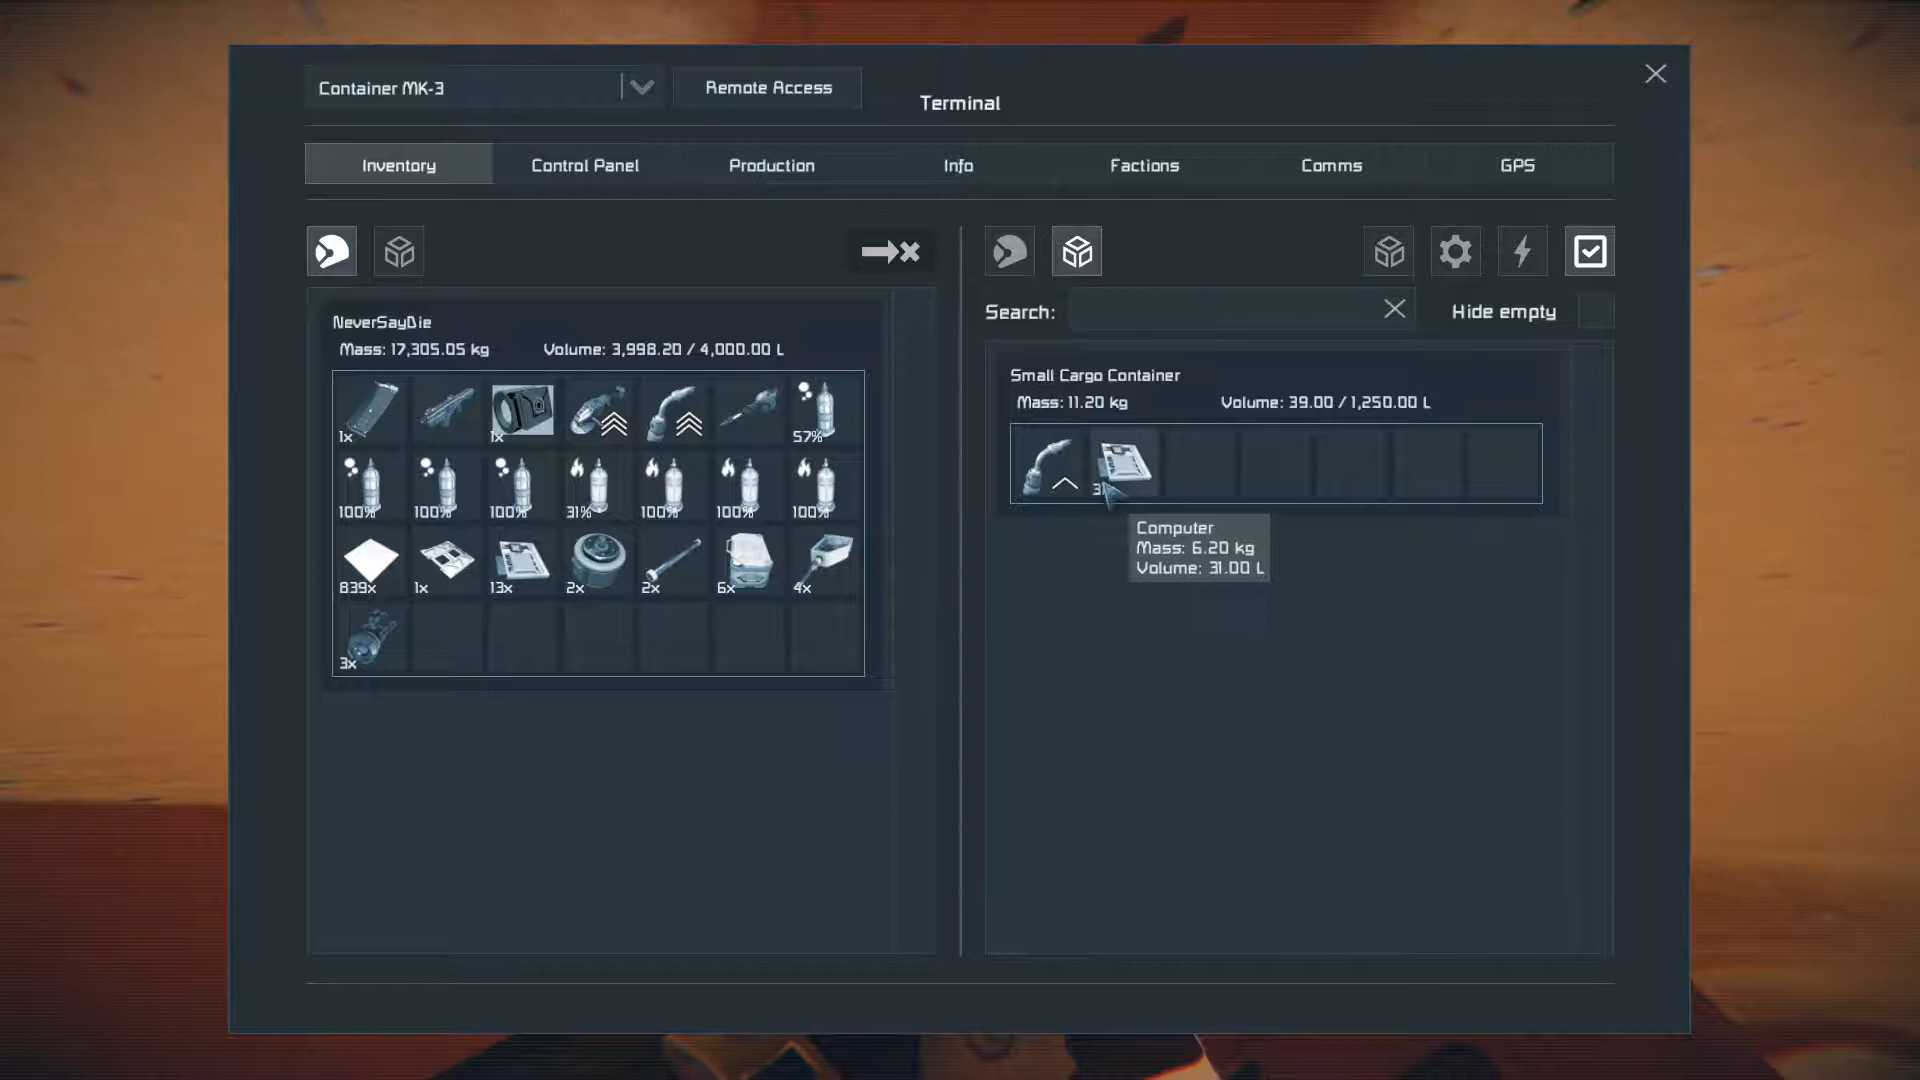 Container MK-3
Remote Access
Terminal
Inventory
Control Panel
Production
Info
Factions
Comms
GPS
Search:
Hide empty
NeverSayDie
Mass: 17,305.05 kg
Volume: 3,998.20 / 4,000.00 L
1x
1x
57%
100%
100%
100%
31%
100%
100%
100%
839x
1x
13x
2x
2x
6x
4x
3x
Small Cargo Container
Mass: 11.20 kg
Volume: 39.00 / 1,250.00 L
Computer
Mass: 6.20 kg
Volume: 31.00 L